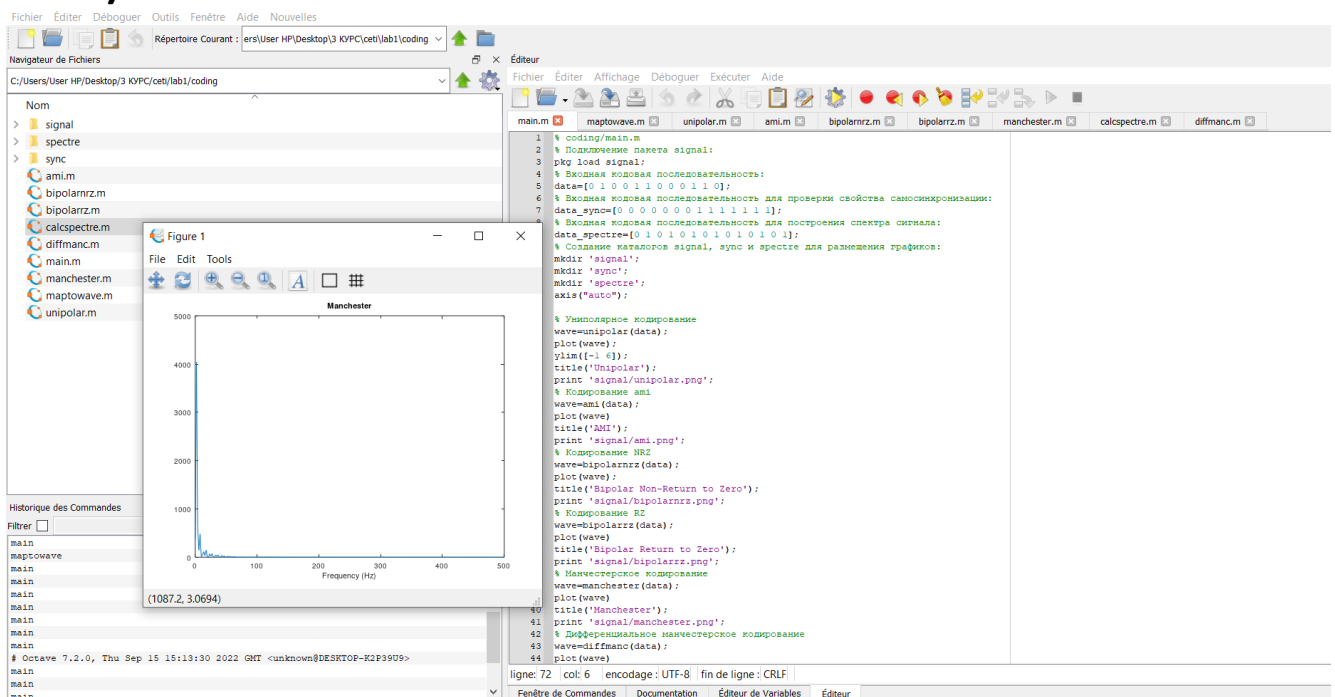 Fichier Éditer Déboguer Outils Fenêtre Aide Nouvelles
Répertoire Courant : ers\User HP\Desktop\3 КУРС\ceti\lab1\coding
Navigateur de Fichiers
C:/Users/User HP/Desktop/3 КУРС/ceti/lab1/coding
Nom
signal
spectre
sync
ami.m
bipolarnrz.m
bipolarrz.m
calcspectre.m
diffmanc.m
main.m
manchester.m
maptowave.m
unipolar.m
Historique des Commandes
Filtrer
main
maptowave
main
main
main
main
main
main
main
# Octave 7.2.0, Thu Sep 15 15:13:30 2022 GMT <unknown@DESKTOP-K2P39U9>
main
main
main
Figure 1
File Edit Tools
Manchester
5000
4000
3000
2000
1000
0
0 100 200 300 400 500
Frequency (Hz)
(1087.2, 3.0694)
Éditeur
Fichier Éditer Affichage Déboguer Exécuter Aide
main.m maptowave.m unipolar.m ami.m bipolarnrz.m bipolarrz.m manchester.m calcspectre.m diffmanc.m
1 % coding/main.m
2 % Подключение пакета signal:
3 pkg load signal;
4 % Входная кодовая последовательность:
5 data=[0 1 0 0 1 1 0 0 0 1 1 0];
6 % Входная кодовая последовательность для проверки свойства самосинхронизации:
7 data_sync=[0 0 0 0 0 0 0 1 1 1 1 1 1 1];
% Входная кодовая последовательность для построения спектра сигнала:
data_spectre=[0 1 0 1 0 1 0 1 0 1 0 1 0 1];
% Создание каталогов signal, sync и spectre для размещения графиков:
mkdir 'signal';
mkdir 'sync';
mkdir 'spectre';
axis("auto");
% Униполярное кодирование
wave=unipolar(data);
plot(wave);
ylim([-1 6]);
title('Unipolar');
print 'signal/unipolar.png';
% Кодирование ami
wave=ami(data);
plot(wave)
title('AMI');
print 'signal/ami.png';
% Кодирование NRZ
wave=bipolarnrz(data);
plot(wave);
title('Bipolar Non-Return to Zero');
print 'signal/bipolarnrz.png';
% Кодирование RZ
wave=bipolarrz(data);
plot(wave)
title('Bipolar Return to Zero');
print 'signal/bipolarrz.png';
% Манчестерское кодирование
wave=manchester(data);
plot(wave)
40 title('Manchester');
41 print 'signal/manchester.png';
42 % Дифференциальное манчестерское кодирование
43 wave=diffmanc(data);
44 plot(wave)
ligne: 72 col: 6 encodage : UTF-8 fin de ligne : CRLF
Fenêtre de Commandes Documentation Éditeur de Variables Éditeur